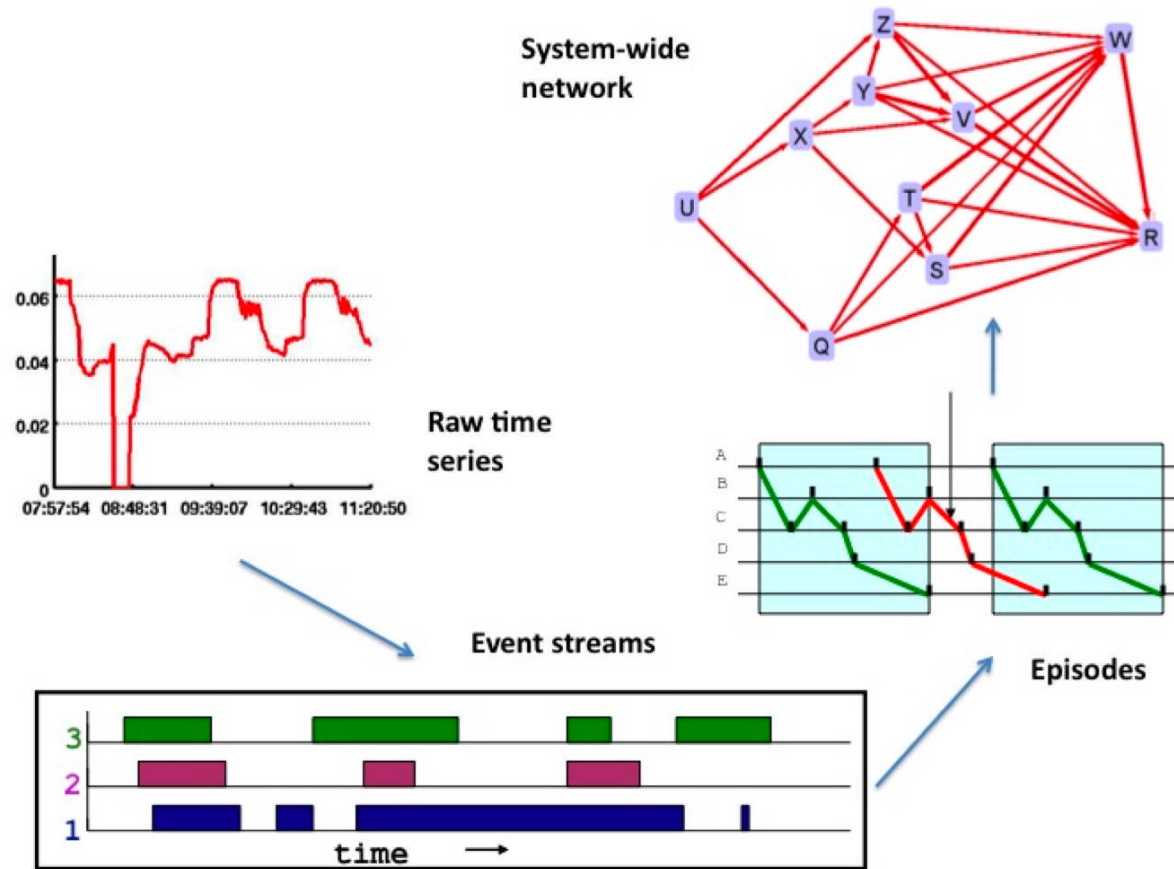 System-wide
network
Z
W
Y
V
X
T
U
R
S
Q
0.06
0.04
0.02
0
07:57:54 08:48:31 09:39:07 10:29:43 11:20:50
Raw time
series
A
B
C
D
E
Episodes
Event streams
3
2
1
time